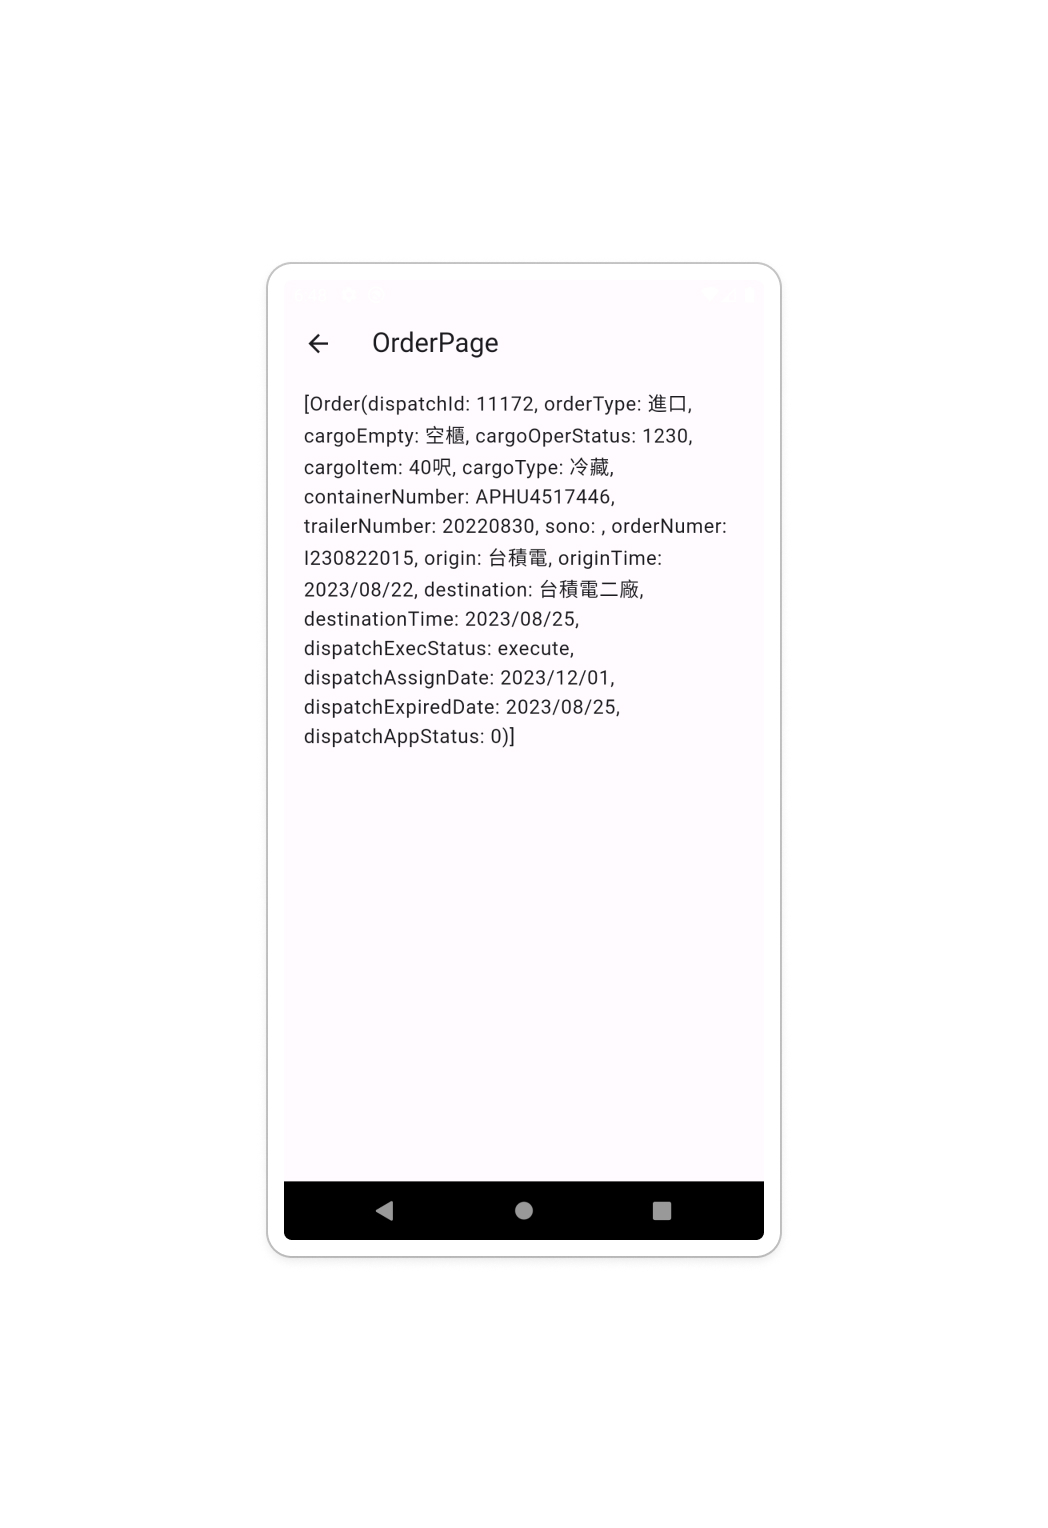 OrderPage
[Order(dispatchId: 11172, orderType: 進口,
cargoEmpty: 空櫃, cargoOperStatus: 1230,
cargoItem: 40呎, cargoType: 冷藏,
containerNumber: APHU4517446,
trailerNumber: 20220830, sono: , orderNumer:
I230822015, origin: 台積電, originTime:
2023/08/22, destination: 台積電二廠,
destinationTime: 2023/08/25,
dispatchExecStatus: execute,
dispatchAssignDate: 2023/12/01,
dispatchExpiredDate: 2023/08/25,
dispatchAppStatus: 0)]